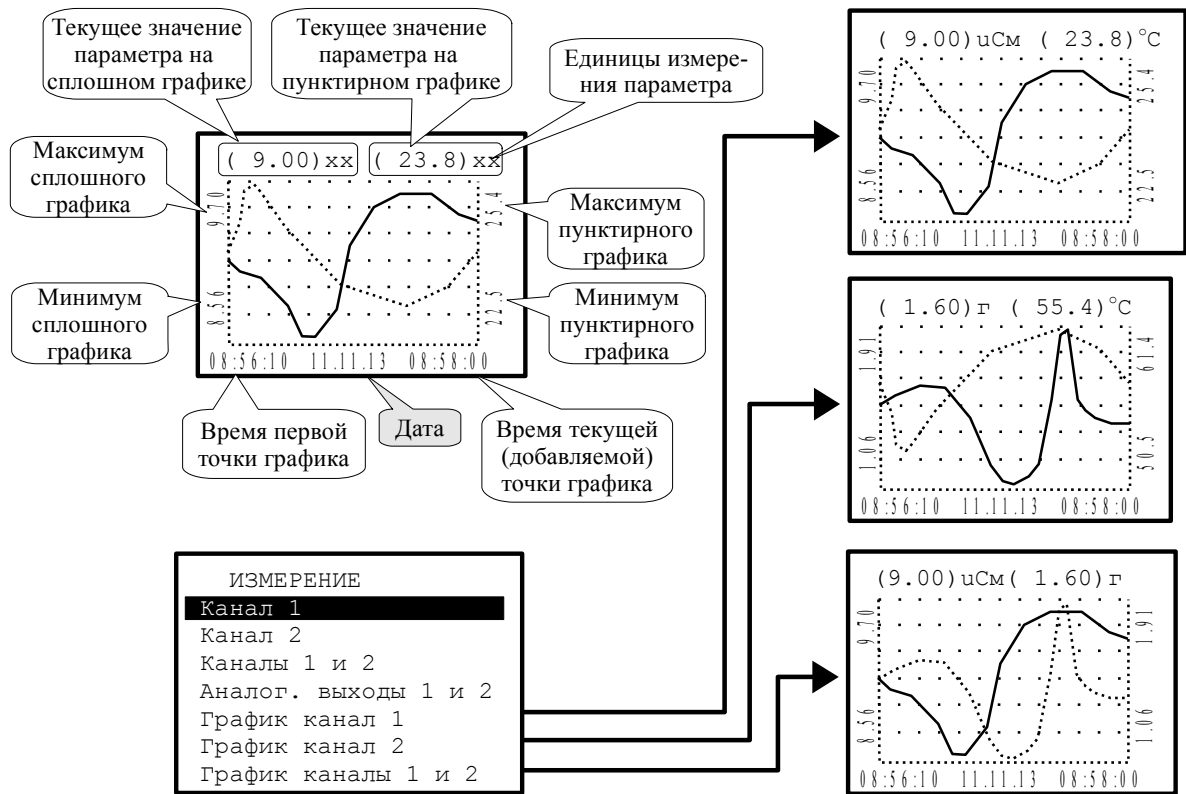 Текущее значение
параметра на
сплошном графике
Текущее значение
параметра на
пунктирном графике
Единицы измере-
ния параметра
Максимум
сплошного
графика
( 9.00)xx ( 23.8)xx
9.70
25.4
Максимум
пунктирного
графика
Минимум
сплошного
графика
8.56
22.5
Минимум
пунктирного
графика
08:56:10 11.11.13 08:58:00
Время первой
точки графика
Дата
Время текущей
(добавляемой)
точки графика
ИЗМЕРЕНИЕ
Канал 1
Канал 2
Каналы 1 и 2
Аналог. выходы 1 и 2
График канал 1
График канал 2
График каналы 1 и 2
( 9.00)uСм ( 23.8)°C
9.70
25.4
8.56
22.5
08:56:10 11.11.13 08:58:00
( 1.60)г ( 55.4)°C
1.91
61.4
1.06
50.5
08:56:10 11.11.13 08:58:00
(9.00)uСм( 1.60)г
9.70
1.91
8.56
1.06
08:56:10 11.11.13 08:58:00